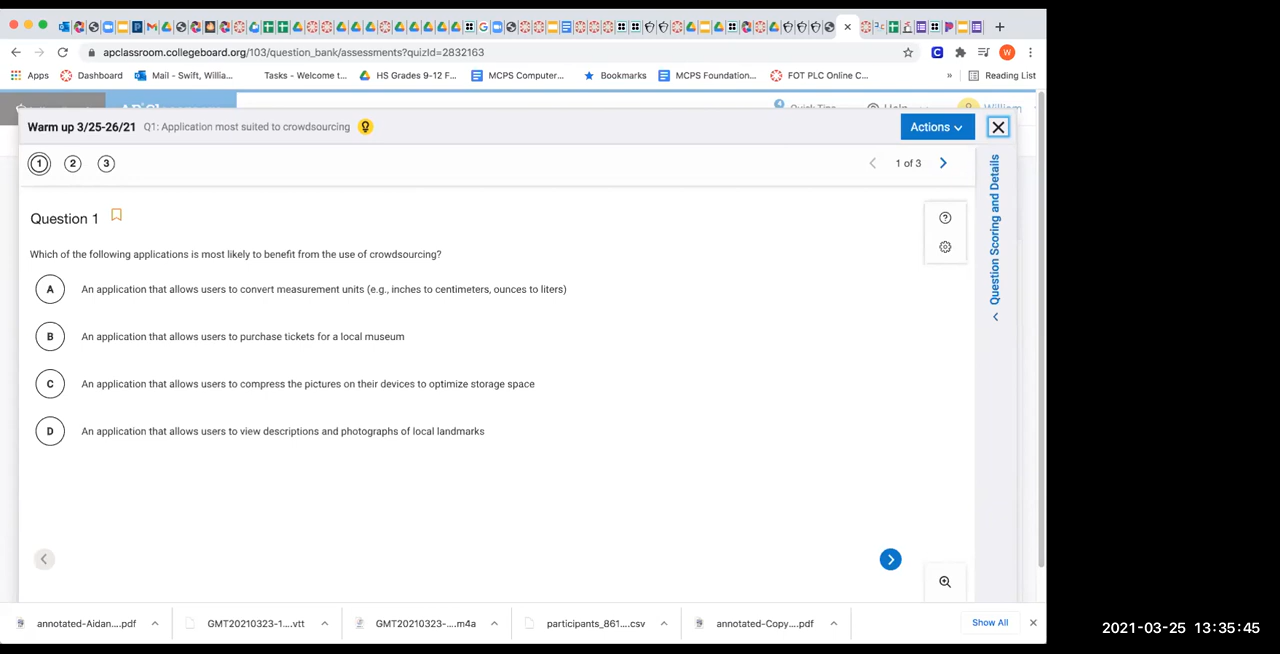 apclassroom.collegeboard.org/103/question_bank/assessments?quizId=2832163
W
Apps Dashboard Mail - Swift, Willia... Tasks - Welcome t... HS Grades 9-12 F... MCPS Computer... Bookmarks MCPS Foundation... FOT PLC Online C... » Reading List
Warm up 3/25-26/21 Q1: Application most suited to crowdsourcing Actions
1 2 3 1 of 3
Question Scoring and Details
Question 1
Which of the following applications is most likely to benefit from the use of crowdsourcing?
A An application that allows users to convert measurement units (e.g., inches to centimeters, ounces to liters)
B An application that allows users to purchase tickets for a local museum
C An application that allows users to compress the pictures on their devices to optimize storage space
D An application that allows users to view descriptions and photographs of local landmarks
annotated-Aidan....pdf GMT20210323-1....vtt GMT20210323-....m4a participants_861....csv annotated-Copy....pdf Show All
2021-03-25 13:35:45